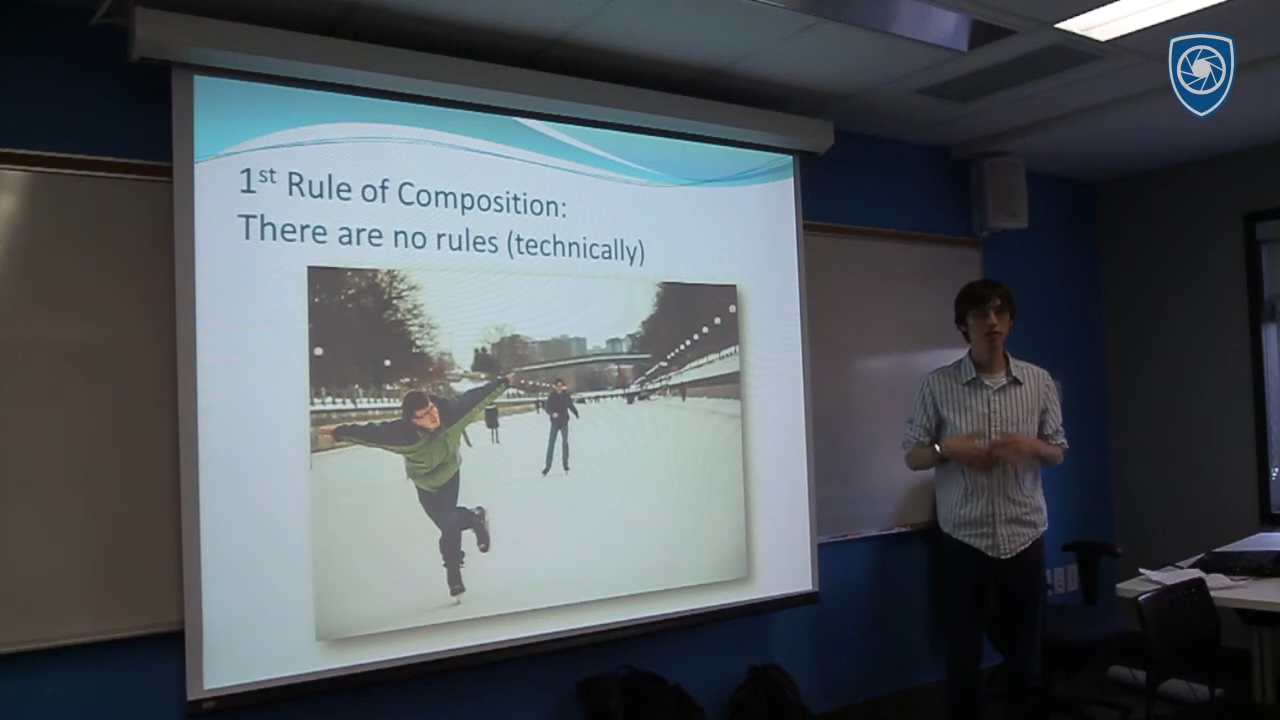 1st Rule of Composition:
There are no rules (technically)